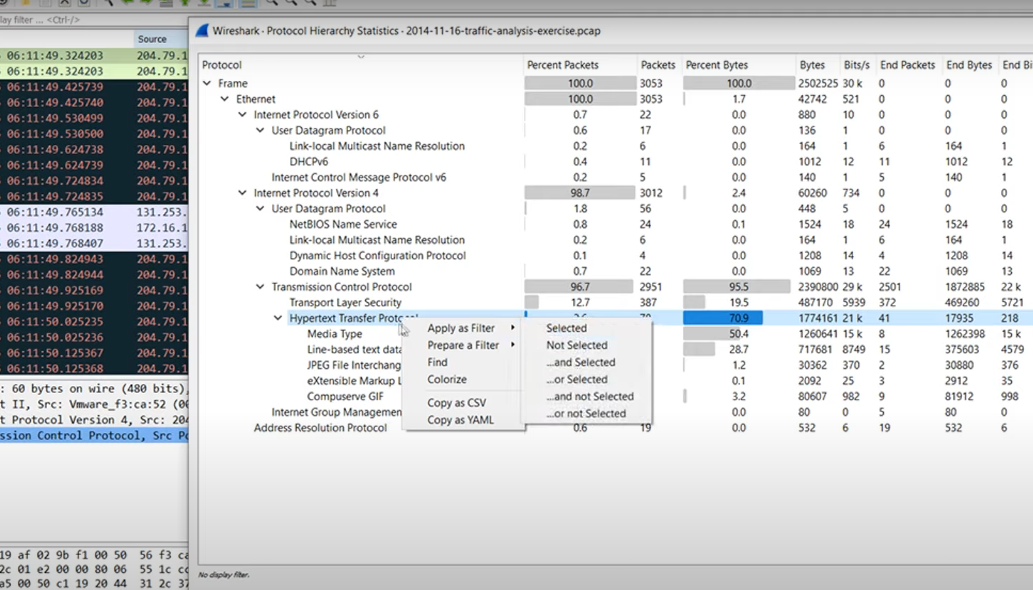 play filter ... <Ctrl-/>
Wireshark · Protocol Hierarchy Statistics · 2014-11-16-traffic-analysis-exercise.pcap
Source
06:11:49.324203 204.79.1
06:11:49.324203 204.79.1
06:11:49.425739 204.79.1
06:11:49.425740 204.79.1
06:11:49.530499 204.79.1
06:11:49.530500 204.79.1
06:11:49.624738 204.79.1
06:11:49.624739 204.79.1
06:11:49.724834 204.79.1
06:11:49.724835 204.79.1
06:11:49.765134 131.253.
06:11:49.768188 172.16.1
06:11:49.768407 131.253.
06:11:49.824943 204.79.1
06:11:49.824944 204.79.1
06:11:49.925169 204.79.1
06:11:49.925170 204.79.1
06:11:50.025235 204.79.1
06:11:50.025236 204.79.1
06:11:50.125367 204.79.1
06:11:50.125368 204.79.1
: 60 bytes on wire (480 bits),
t II, Src: Vmware_f3:ca:52 (00
t Protocol Version 4, Src: 204
ssion Control Protocol, Src Po
19 af 02 9b f1 00 50 56 f3 ca
2c 01 e2 00 00 80 06 55 1c cc
a5 00 50 c1 19 20 44 31 2c 37
Protocol Percent Packets Packets Percent Bytes Bytes Bits/s End Packets End Bytes End Bi
Frame 100.0 3053 100.0 2502525 30 k 0 0 0
Ethernet 100.0 3053 1.7 42742 521 0 0 0
Internet Protocol Version 6 0.7 22 0.0 880 10 0 0 0
User Datagram Protocol 0.6 17 0.0 136 1 0 0 0
Link-local Multicast Name Resolution 0.2 6 0.0 164 1 6 164 1
DHCPv6 0.4 11 0.0 1012 12 11 1012 12
Internet Control Message Protocol v6 0.2 5 0.0 140 1 5 140 1
Internet Protocol Version 4 98.7 3012 2.4 60260 734 0 0 0
User Datagram Protocol 1.8 56 0.0 448 5 0 0 0
NetBIOS Name Service 0.8 24 0.1 1524 18 24 1524 18
Link-local Multicast Name Resolution 0.2 6 0.0 164 1 6 164 1
Dynamic Host Configuration Protocol 0.1 4 0.0 1208 14 4 1208 14
Domain Name System 0.7 22 0.0 1069 13 22 1069 13
Transmission Control Protocol 96.7 2951 95.5 2390800 29 k 2501 1872885 22 k
Transport Layer Security 12.7 387 19.5 487170 5939 372 469260 5721
Hypertext Transfer Protocol 70.9 1774161 21 k 41 17935 218
Media Type 50.4 1260641 15 k 8 1262398 15 k
Line-based text data 28.7 717681 8749 15 375603 4579
JPEG File Interchang 1.2 30362 370 2 30880 376
eXtensible Markup L 0.1 2092 25 3 2912 35
Compuserve GIF 3.2 80607 982 9 81912 998
Internet Group Managemen 0.0 80 0 5 80 0
Address Resolution Protocol 0.6 19 0.0 532 6 19 532 6
Apply as Filter
Prepare a Filter
Find
Colorize
Copy as CSV
Copy as YAML
Selected
Not Selected
...and Selected
...or Selected
...and not Selected
...or not Selected
No display filter.